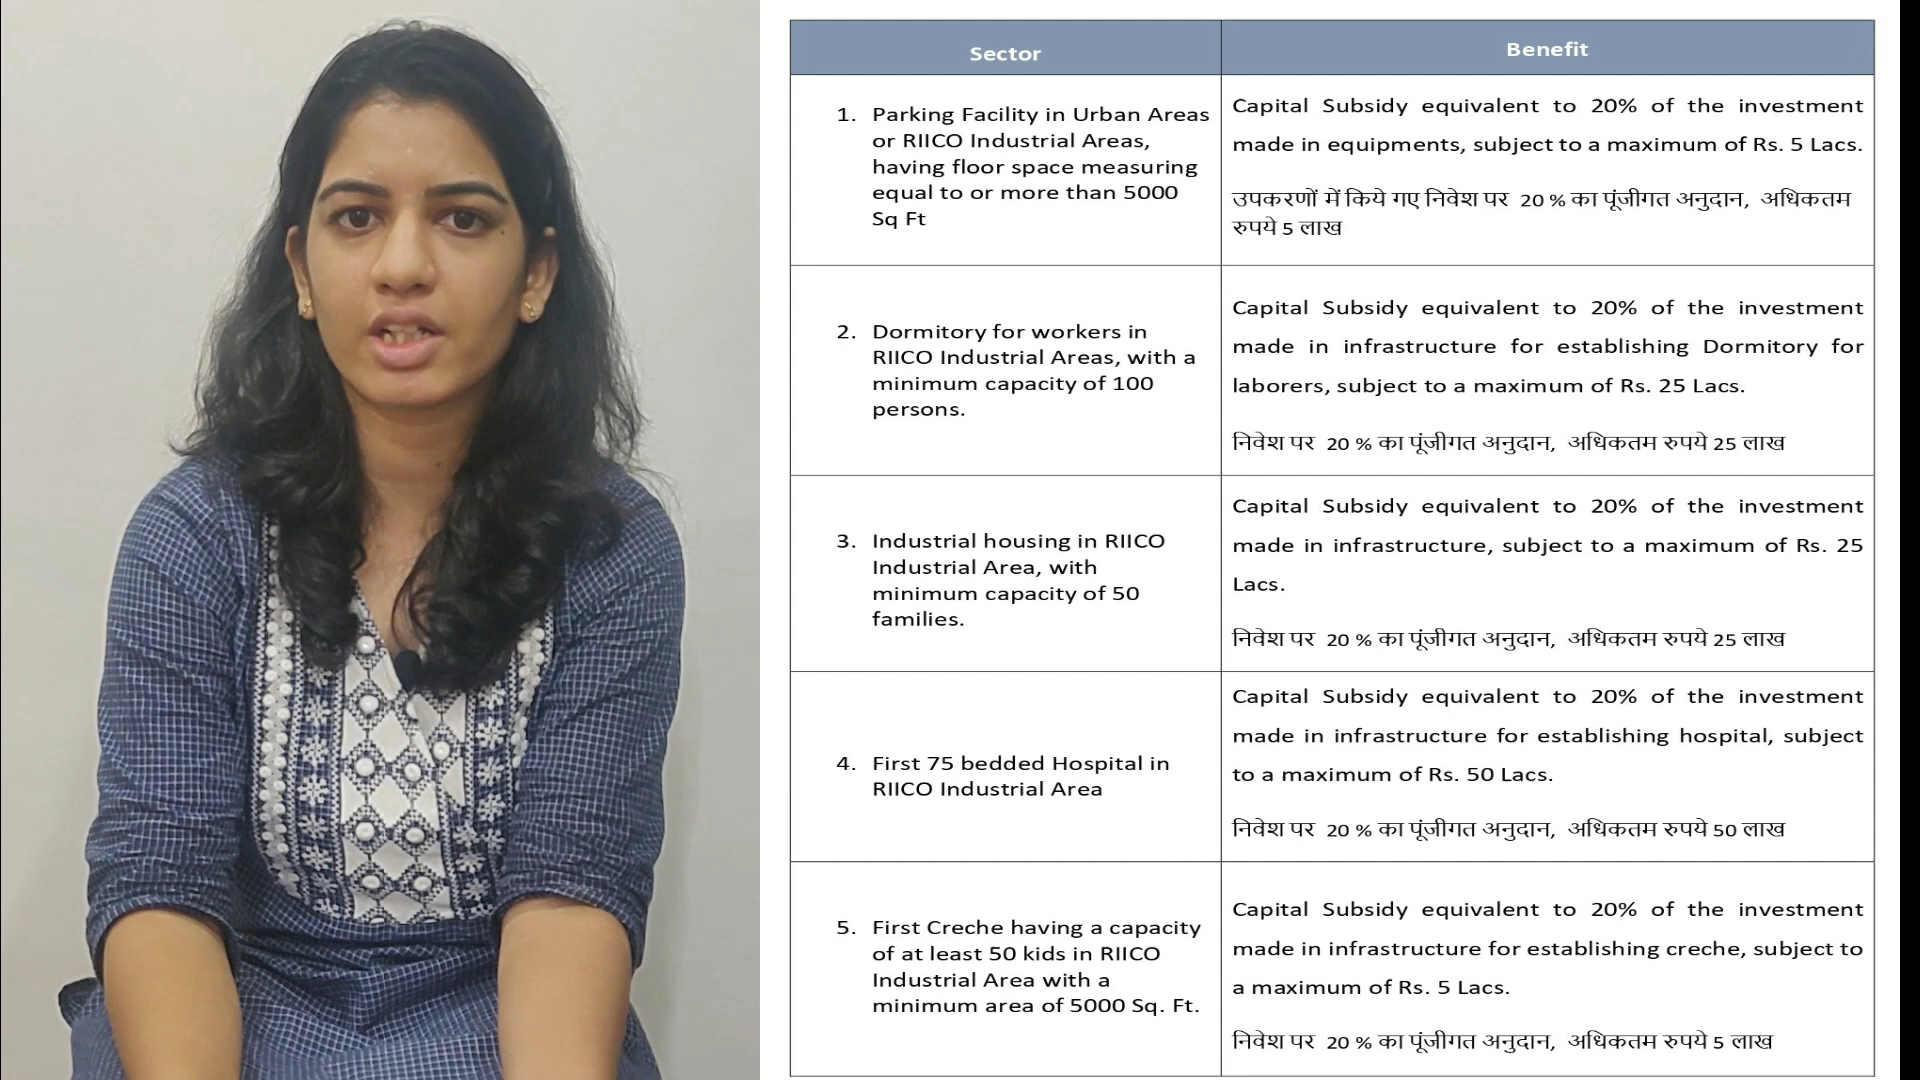 Sector
Benefit
1. Parking Facility in Urban Areas
or RIICO Industrial Areas,
having floor space measuring
equal to or more than 5000
Sq Ft
Capital Subsidy equivalent to 20% of the investment
made in equipments, subject to a maximum of Rs. 5 Lacs.
उपकरणों में किये गए निवेश पर 20 % का पूंजीगत अनुदान, अधिकतम
रुपये 5 लाख
2. Dormitory for workers in
RIICO Industrial Areas, with a
minimum capacity of 100
persons.
Capital Subsidy equivalent to 20% of the investment
made in infrastructure for establishing Dormitory for
laborers, subject to a maximum of Rs. 25 Lacs.
निवेश पर 20 % का पूंजीगत अनुदान, अधिकतम रुपये 25 लाख
3. Industrial housing in RIICO
Industrial Area, with
minimum capacity of 50
families.
Capital Subsidy equivalent to 20% of the investment
made in infrastructure, subject to a maximum of Rs. 25
Lacs.
निवेश पर 20 % का पूंजीगत अनुदान, अधिकतम रुपये 25 लाख
4. First 75 bedded Hospital in
RIICO Industrial Area
Capital Subsidy equivalent to 20% of the investment
made in infrastructure for establishing hospital, subject
to a maximum of Rs. 50 Lacs.
निवेश पर 20 % का पूंजीगत अनुदान, अधिकतम रुपये 50 लाख
5. First Creche having a capacity
of at least 50 kids in RIICO
Industrial Area with a
minimum area of 5000 Sq. Ft.
Capital Subsidy equivalent to 20% of the investment
made in infrastructure for establishing creche, subject to
a maximum of Rs. 5 Lacs.
निवेश पर 20 % का पूंजीगत अनुदान, अधिकतम रुपये 5 लाख